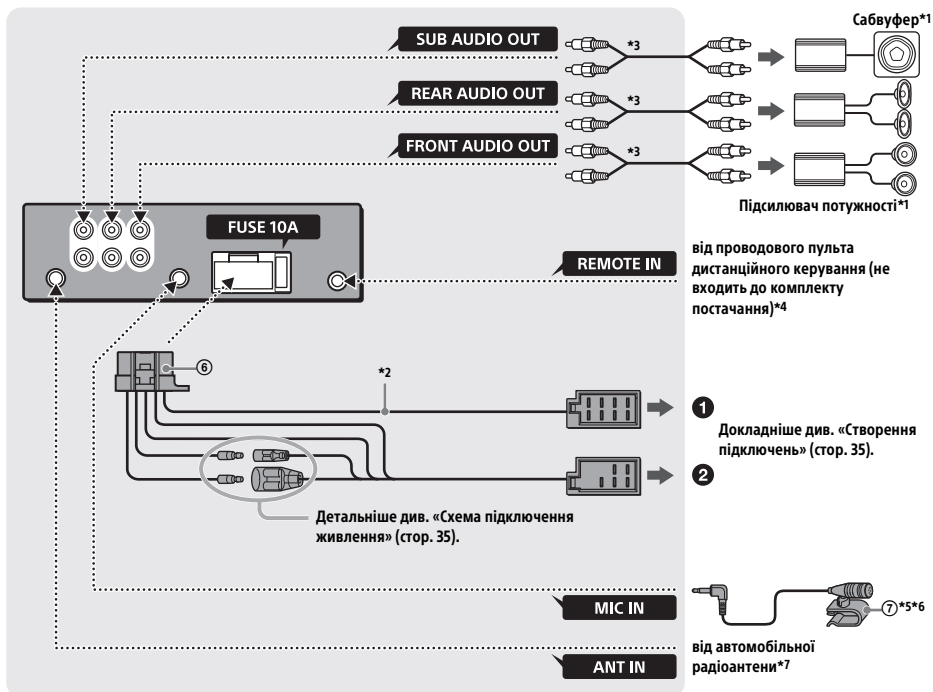 Сабвуфер*1
SUB AUDIO OUT
*3
REAR AUDIO OUT
*3
FRONT AUDIO OUT
*3
Підсилювач потужності*1
FUSE 10A
REMOTE IN
від проводового пульта
дистанційного керування (не
входить до комплекту
постачання)*4
⑥
*2
❶
Докладніше див. «Створення
підключень» (стор. 35).
❷
Детальніше див. «Схема підключення
живлення» (стор. 35).
MIC IN
⑦*5*6
від автомобільної
радіоантени*7
ANT IN